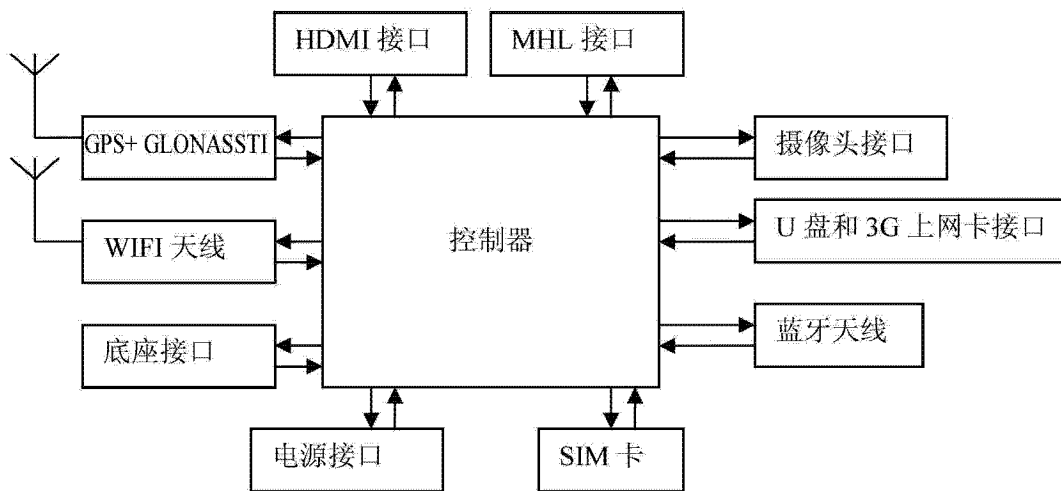 HDMI 接口
MHL 接口
GPS+ GLONASSTI
摄像头接口
WIFI 天线
控制器
U 盘和 3G 上网卡接口
底座接口
蓝牙天线
电源接口
SIM 卡